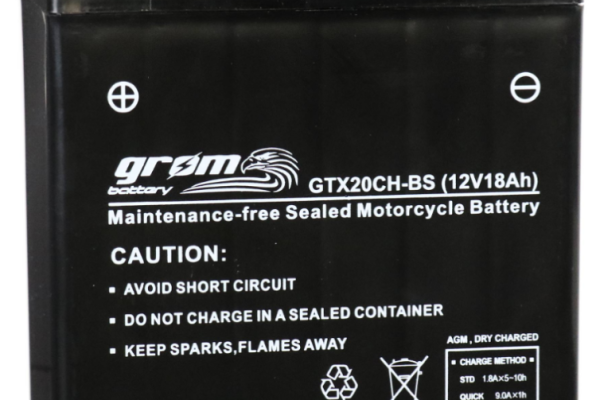 grøm
battery
GTX20CH-BS (12V18Ah)
Maintenance-free Sealed Motorcycle Battery
CAUTION:
▪ AVOID SHORT CIRCUIT
▪ DO NOT CHARGE IN A SEALED CONTAINER
▪ KEEP SPARKS,FLAMES AWAY
AGM , DRY CHARGED
▪ CHARGE METHOD ▪
STD 1.8A×5~10h
QUICK 9.0A×1h